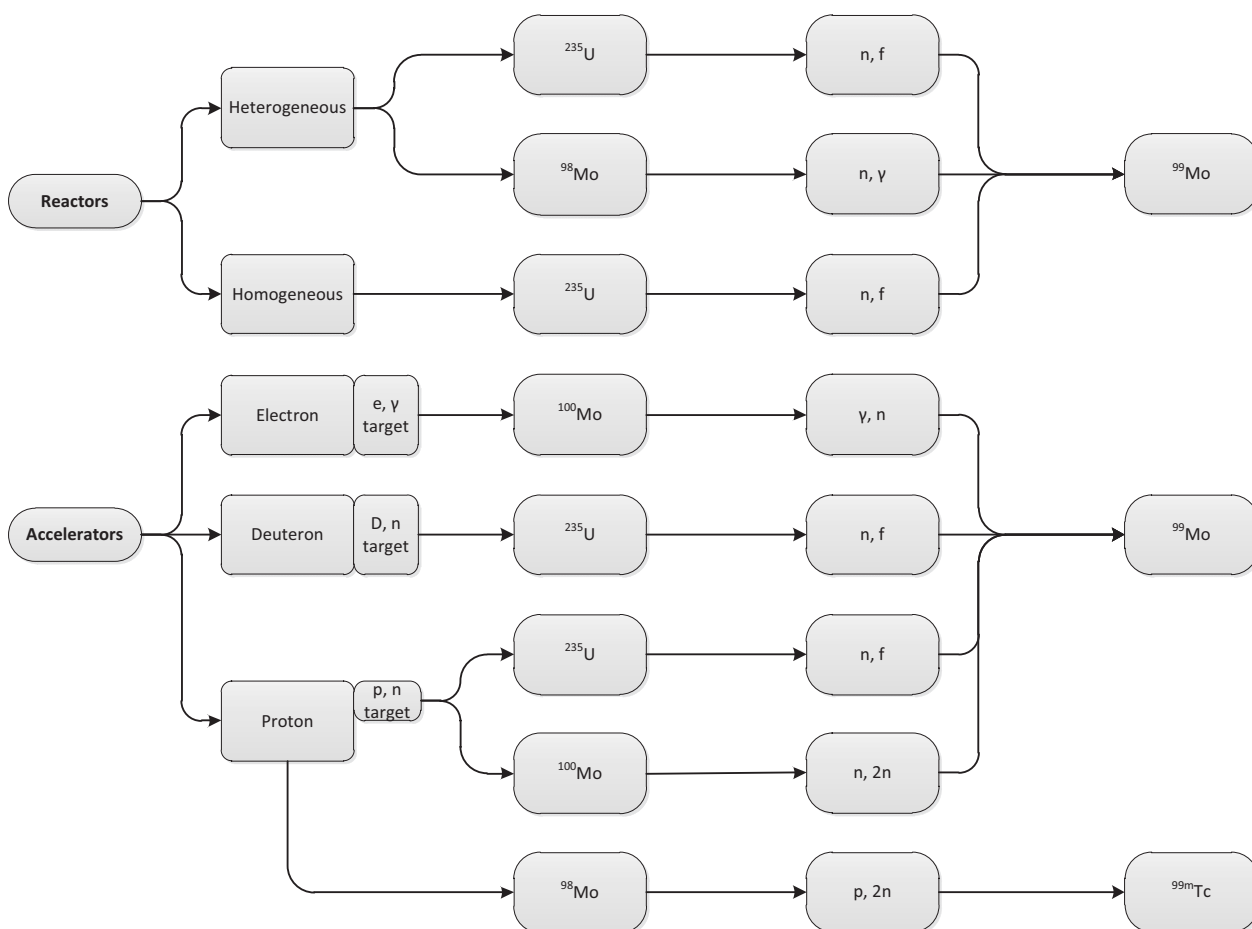 ²³⁵U
n, f
Heterogeneous
⁹⁸Mo
n, γ
⁹⁹Mo
Reactors
Homogeneous
²³⁵U
n, f
Electron
e, γ
target
¹⁰⁰Mo
γ, n
Accelerators
Deuteron
D, n
target
²³⁵U
n, f
⁹⁹Mo
²³⁵U
n, f
Proton
p, n
target
¹⁰⁰Mo
n, 2n
⁹⁸Mo
p, 2n
⁹⁹ᵐTc